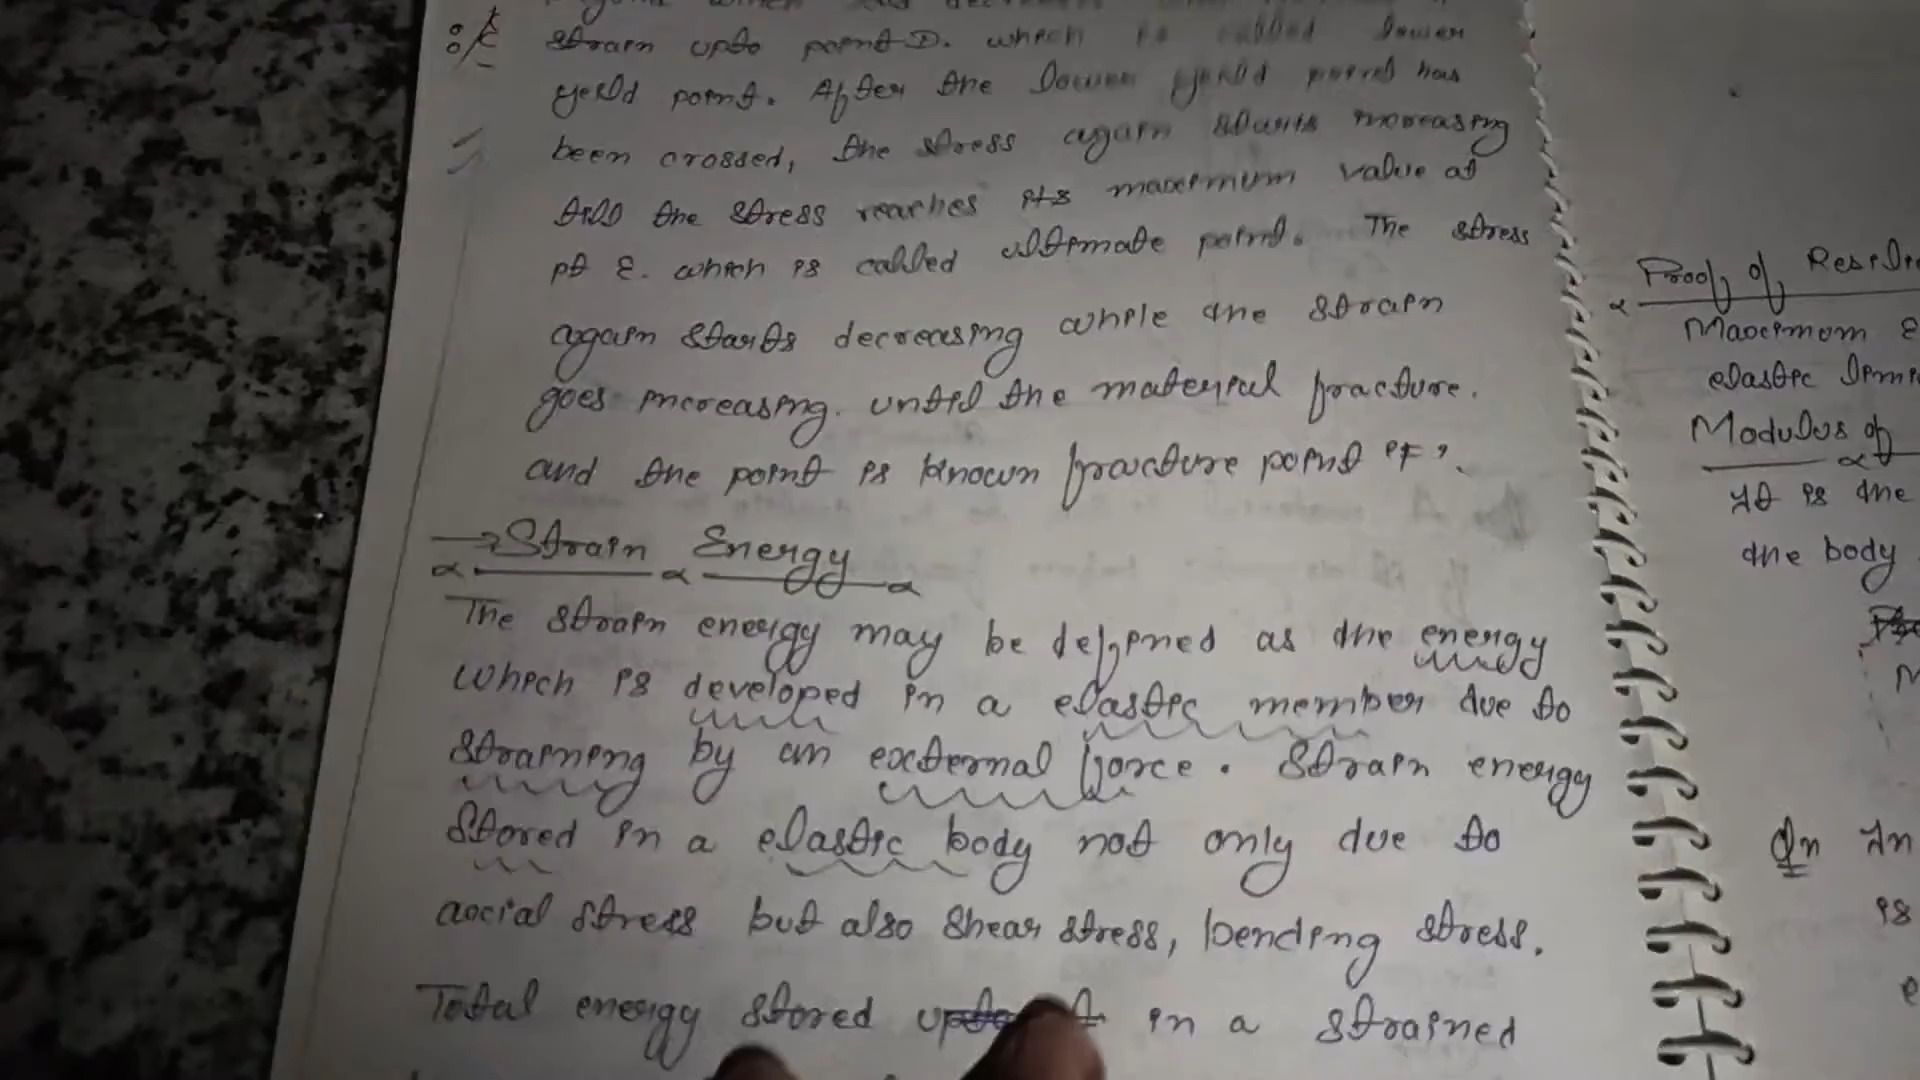 strain upto point D. which is called lower
yeild point. After the lower yeild point has
been crossed, the stress again starts increasing
till the stress reaches its maximum value at
pt E. which is called ultimate point. The stress
again starts decreasing while the strain
goes increasing. until the material fracture.
and the point is known fracture point "F".
→ Strain Energy
The strain energy may be defined as the energy
which is developed in a elastic member due to
straining by an external force. Strain energy
stored in a elastic body not only due to
axial stress but also shear stress, bending stress.
Total energy stored in a strained
Proof of
Maximum
elastic
Modulus of
It is the
the body
Qn In
is